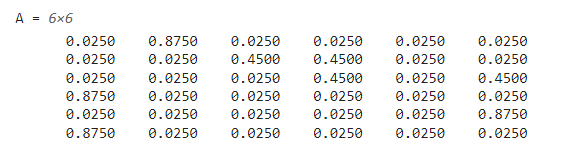 A = 6×6
0.0250 0.8750 0.0250 0.0250 0.0250 0.0250
0.0250 0.0250 0.4500 0.4500 0.0250 0.0250
0.0250 0.0250 0.0250 0.4500 0.0250 0.4500
0.8750 0.0250 0.0250 0.0250 0.0250 0.0250
0.0250 0.0250 0.0250 0.0250 0.0250 0.8750
0.8750 0.0250 0.0250 0.0250 0.0250 0.0250